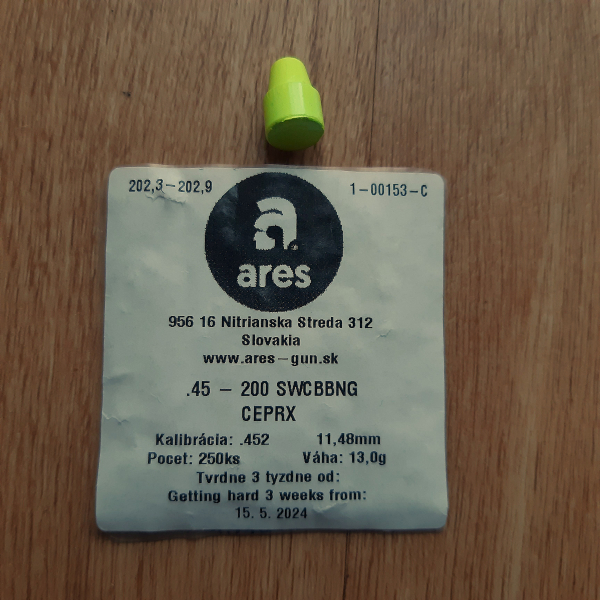 202,3-202,9 1-00153-C
ares
956 16 Nitrianska Streda 312
Slovakia
www.ares-gun.sk
.45 - 200 SWCBBNG
CEPRX
Kalibrácia: .452 11,48mm
Pocet: 250ks Váha: 13,0g
Tvrdne 3 tyzdne od:
Getting hard 3 weeks from:
15. 5. 2024